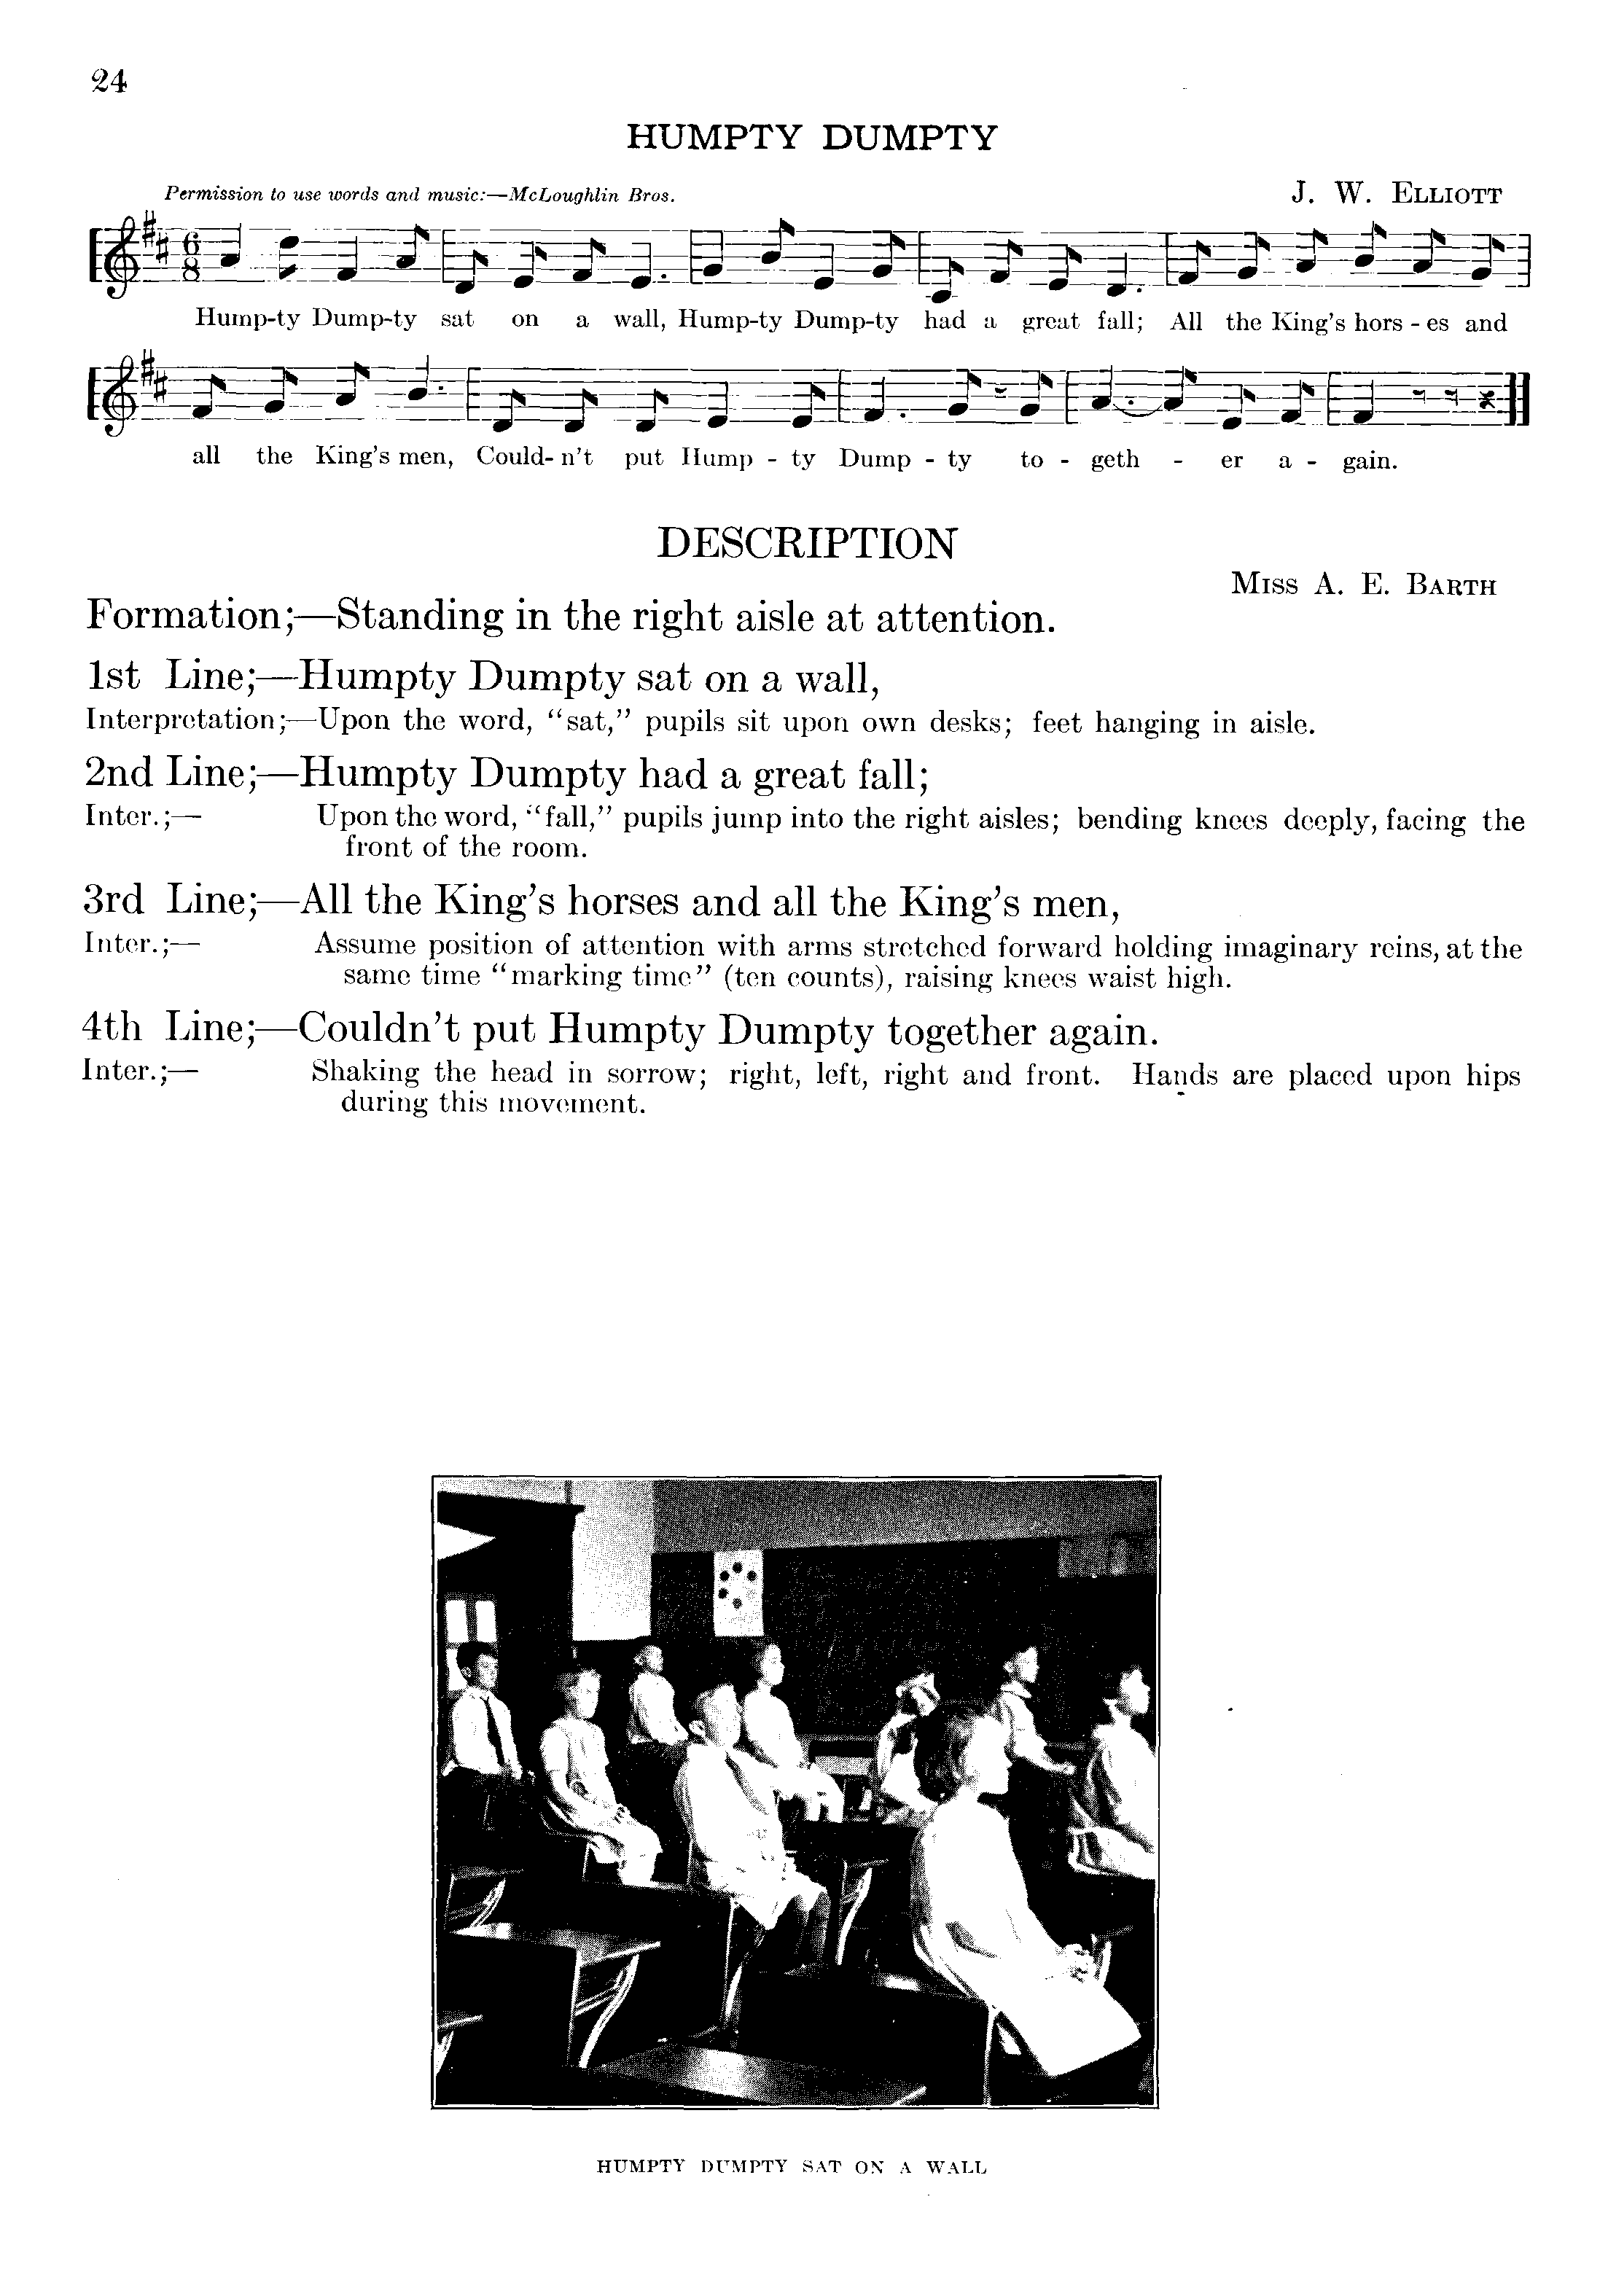 24
HUMPTY DUMPTY
Permission to use words and music:—McLoughlin Bros.
J. W. ELLIOTT
6
8
Hump-ty Dump-ty sat on a wall, Hump-ty Dump-ty had a great fall; All the King's hors - es and
all the King's men, Could- n't put Hump - ty Dump - ty to - geth - er a - gain.
DESCRIPTION
MISS A. E. BARTH
Formation;—Standing in the right aisle at attention.
1st Line;—Humpty Dumpty sat on a wall,
Interpretation;—Upon the word, "sat," pupils sit upon own desks; feet hanging in aisle.
2nd Line;—Humpty Dumpty had a great fall;
Inter.;— Upon the word, "fall," pupils jump into the right aisles; bending knees deeply, facing the
front of the room.
3rd Line;—All the King's horses and all the King's men,
Inter.;— Assume position of attention with arms stretched forward holding imaginary reins, at the
same time "marking time" (ten counts), raising knees waist high.
4th Line;—Couldn't put Humpty Dumpty together again.
Inter.;— Shaking the head in sorrow; right, left, right and front. Hands are placed upon hips
during this movement.
HUMPTY DUMPTY SAT ON A WALL